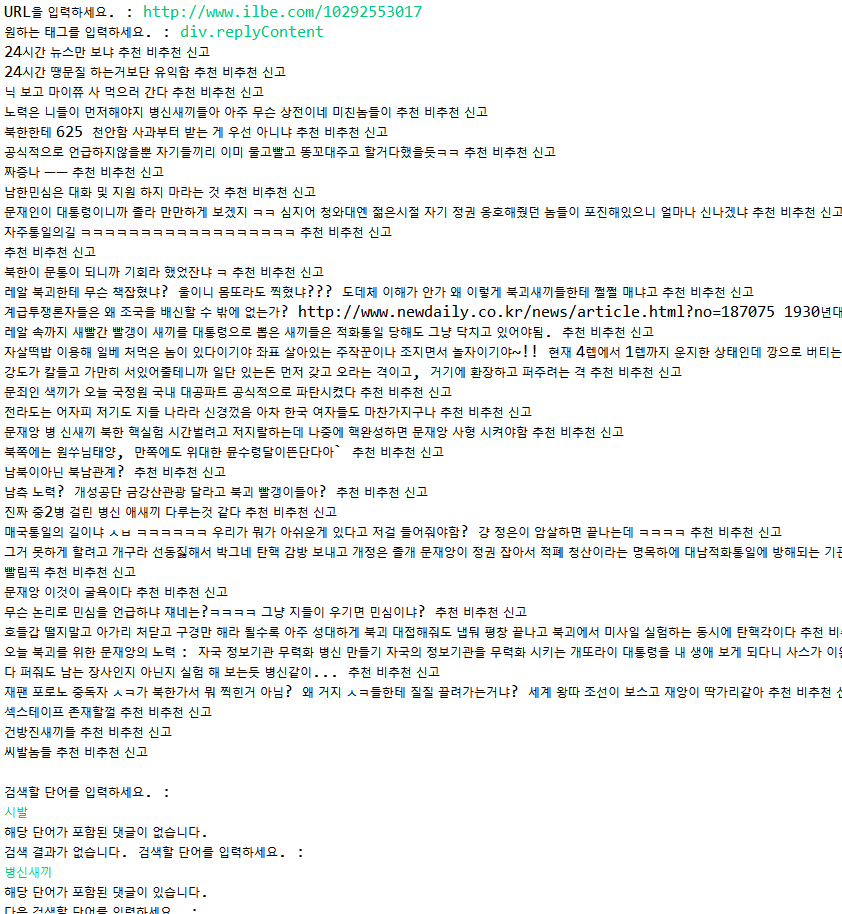 URL을 입력하세요. : http://www.ilbe.com/10292553017
원하는 태그를 입력하세요. : div.replyContent
24시간 뉴스만 보냐 추천 비추천 신고
24시간 땡문질 하는거보단 유익함 추천 비추천 신고
닉 보고 마이쮸 사 먹으러 간다 추천 비추천 신고
노력은 니들이 먼저해야지 병신새끼들아 아주 무슨 상전이네 미친놈들이 추천 비추천 신고
북한한테 625 천안함 사과부터 받는 게 우선 아니냐 추천 비추천 신고
공식적으로 언급하지않을뿐 자기들끼리 이미 물고빨고 똥꼬대주고 할거다했을듯ㅋㅋ 추천 비추천 신고
짜증나 ㅡㅡ 추천 비추천 신고
남한민심은 대화 및 지원 하지 마라는 것 추천 비추천 신고
문재인이 대통령이니까 졸라 만만하게 보겠지 ㅋㅋ 심지어 청와대엔 젊은시절 자기 정권 옹호해줬던 놈들이 포진해있으니 얼마나 신나겠냐 추천 비추천 신고
자주통일의길 ㅋㅋㅋㅋㅋㅋㅋㅋㅋㅋㅋㅋㅋㅋㅋㅋㅋㅋ 추천 비추천 신고
추천 비추천 신고
북한이 문통이 되니까 기회라 했었잔냐 ㅋ 추천 비추천 신고
레알 북괴한테 무슨 책잡혔냐? 울이니 몸또라도 찍혔냐??? 도데체 이해가 안가 왜 이렇게 북괴새끼들한테 쩔쩔 매냐고 추천 비추천 신고
계급투쟁론자들은 왜 조국을 배신할 수 밖에 없는가? http://www.newdaily.co.kr/news/article.html?no=187075 1930년대
레알 속까지 새빨간 빨갱이 새끼를 대통령으로 뽑은 새끼들은 적화통일 당해도 그냥 닥치고 있어야됨. 추천 비추천 신고
자살떡밥 이용해 일베 처먹은 놈이 있다이기야 좌표 살아있는 주작꾼이나 조지면서 놀자이기야~!! 현재 4렙에서 1렙까지 운지한 상태인데 깡으로 버티는
강도가 칼들고 가만히 서있어줄테니까 일단 있는돈 먼저 갖고 오라는 격이고, 거기에 환장하고 퍼주려는 격 추천 비추천 신고
문죄인 색끼가 오늘 국정원 국내 대공파트 공식적으로 파탄시켰다 추천 비추천 신고
전라도는 어자피 저기도 지들 나라라 신경껐음 아차 한국 여자들도 마찬가지구나 추천 비추천 신고
문재앙 병 신새끼 북한 핵실험 시간벌려고 저지랄하는데 나중에 핵완성하면 문재앙 사형 시켜야함 추천 비추천 신고
북쪽에는 원쑤님태양, 만쪽에도 위대한 뮨수령달이뜬단다아` 추천 비추천 신고
남북이아닌 북남관계? 추천 비추천 신고
남측 노력? 개성공단 금강산관광 달라고 북괴 빨갱이들아? 추천 비추천 신고
진짜 중2병 걸린 병신 애새끼 다루는것 같다 추천 비추천 신고
매국통일의 길이냐 ㅅㅂ ㅋㅋㅋㅋㅋㅋ 우리가 뭐가 아쉬운게 있다고 저걸 들어줘야함? 걍 정은이 암살하면 끝나는데 ㅋㅋㅋㅋ 추천 비추천 신고
그거 못하게 할려고 개구라 선동질해서 박그네 탄핵 감방 보내고 개정은 졸개 문재앙이 정권 잡아서 적폐 청산이라는 명목하에 대남적화통일에 방해되는 기관
빨림픽 추천 비추천 신고
문재앙 이것이 굴욕이다 추천 비추천 신고
무슨 논리로 민심을 언급하냐 쟤네는?ㅋㅋㅋㅋ 그냥 지들이 우기면 민심이냐? 추천 비추천 신고
호들갑 떨지말고 아가리 쳐닫고 구경만 해라 될수록 아주 성대하게 북괴 대접해줘도 냅둬 평창 끝나고 북괴에서 미사일 실험하는 동시에 탄핵각이다 추천 비추
오늘 북괴를 위한 문재앙의 노력 : 자국 정보기관 무력화 병신 만들기 자국의 정보기관을 무력화 시키는 개또라이 대통령을 내 생애 보게 되다니 사스가 이완
다 퍼줘도 남는 장사인지 아닌지 실험 해 보는듯 병신같이... 추천 비추천 신고
재팬 포로노 중독자 ㅅㅋ가 북한가서 뭐 찍힌거 아님? 왜 거지 ㅅㅋ들한테 질질 끌려가는거냐? 세계 왕따 조선이 보스고 재앙이 딱가리같아 추천 비추천 신
섹스테이프 존재할껄 추천 비추천 신고
건방진새끼들 추천 비추천 신고
씨발놈들 추천 비추천 신고
검색할 단어를 입력하세요. :
시발
해당 단어가 포함된 댓글이 없습니다.
검색 결과가 없습니다. 검색할 단어를 입력하세요. :
병신새끼
해당 단어가 포함된 댓글이 있습니다.
다음 검색할 단어를 입력하세요. :